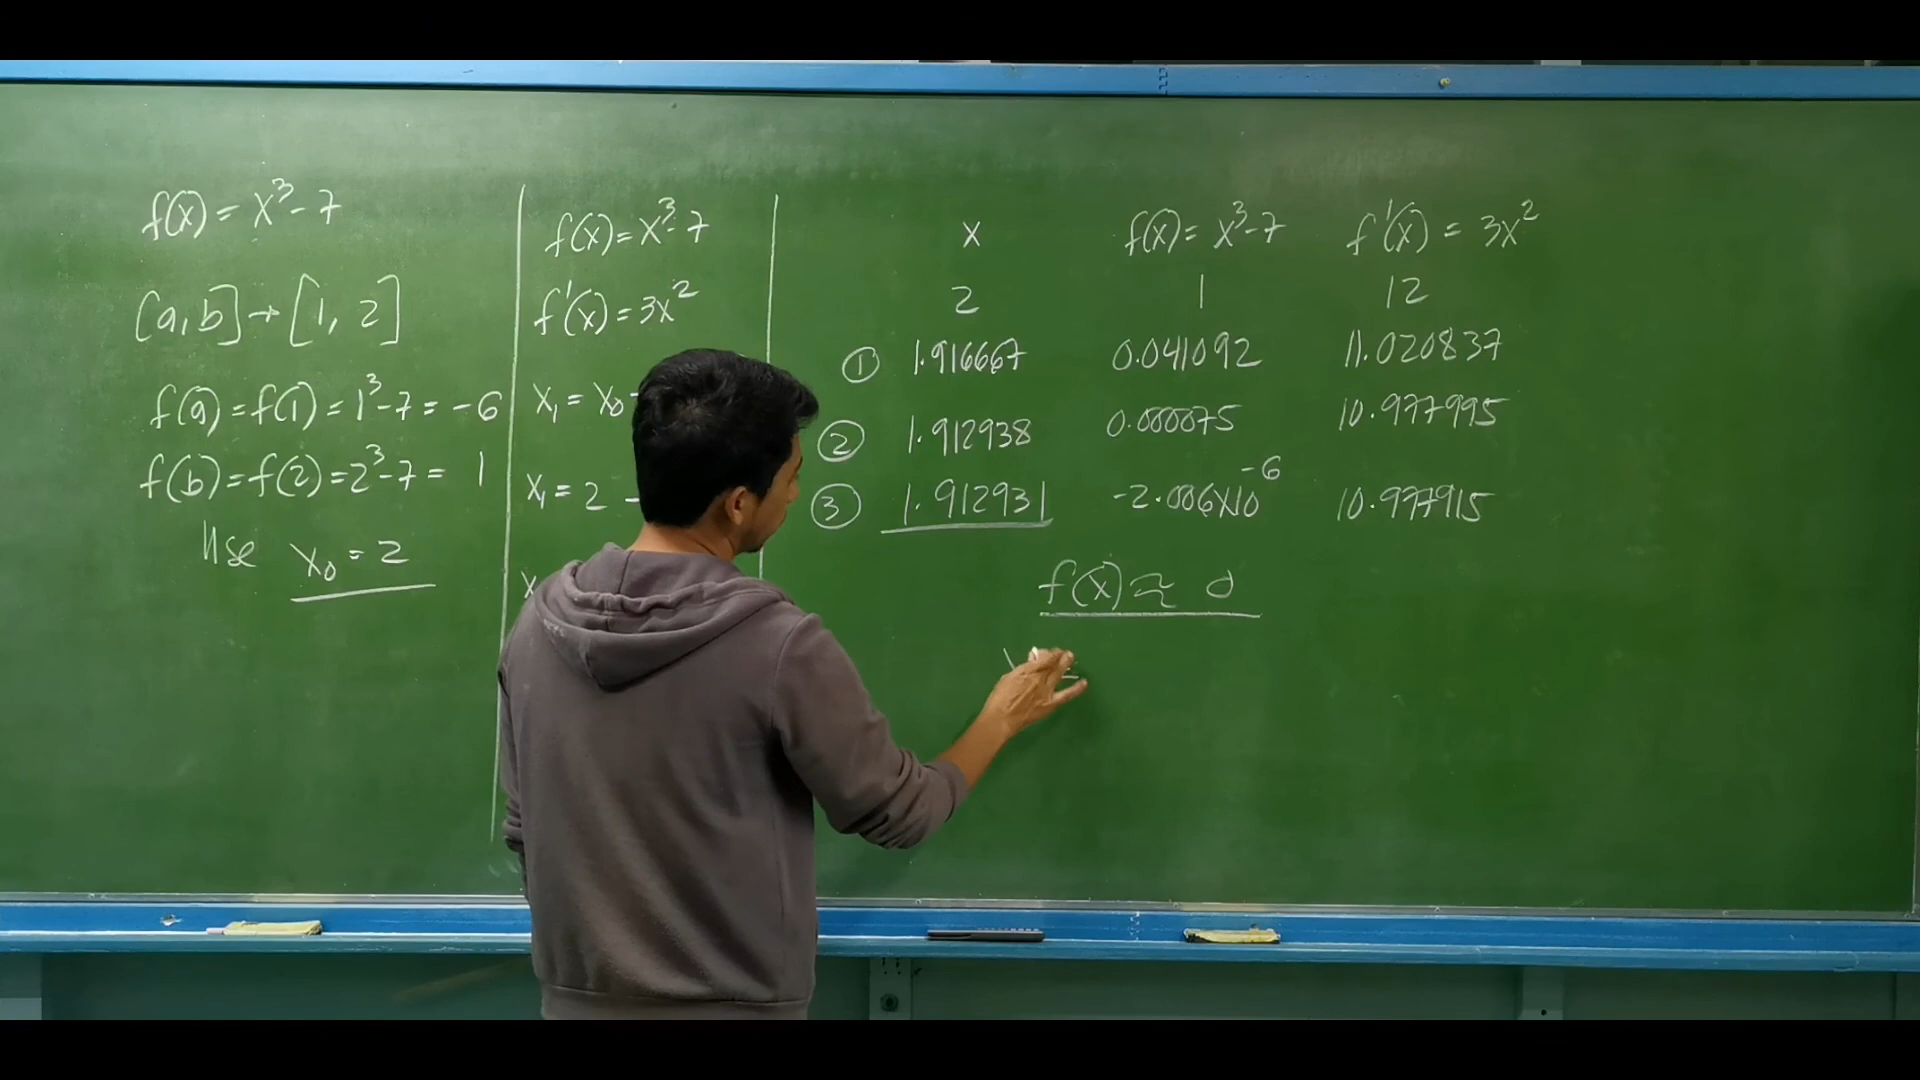 f(x) = x³-7
[a,b] → [1, 2]
f(a) = f(1) = 1³-7 = -6
f(b) = f(2) = 2³-7 = 1
Use x₀ = 2
f(x) = x³-7
f'(x) = 3x²
x₁ = x₀ -
x₁ = 2 -
x
x f(x) = x³-7 f'(x) = 3x²
2 1 12
① 1.916667 0.041092 11.020837
② 1.912938 0.000075 10.977995
③ 1.912931 -2.006x10⁻⁶ 10.977915
f(x) ≈ 0